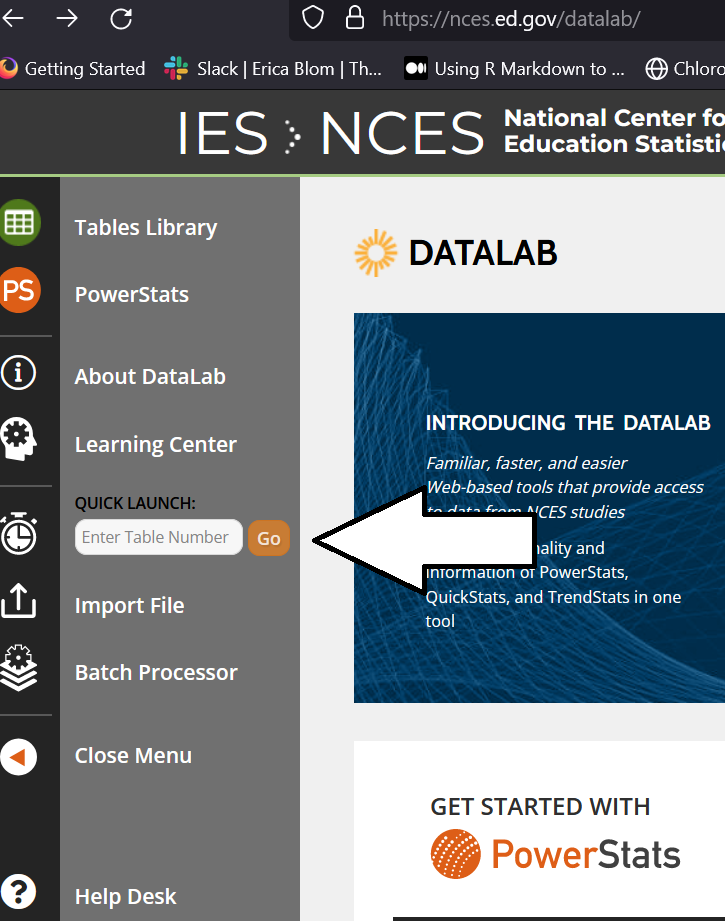 https://nces.ed.gov/datalab/
Getting Started
Slack | Erica Blom | Th...
Using R Markdown to ...
Chloro
IES NCES
National Center fo
Education Statisti
Tables Library
PS
PowerStats
About DataLab
Learning Center
QUICK LAUNCH:
Enter Table Number
Go
Import File
Batch Processor
Close Menu
Help Desk
DATALAB
INTRODUCING THE DATALAB
Familiar, faster, and easier
Web-based tools that provide access
to data from NCES studies
ality and
information of PowerStats,
QuickStats, and TrendStats in one
tool
GET STARTED WITH
PowerStats